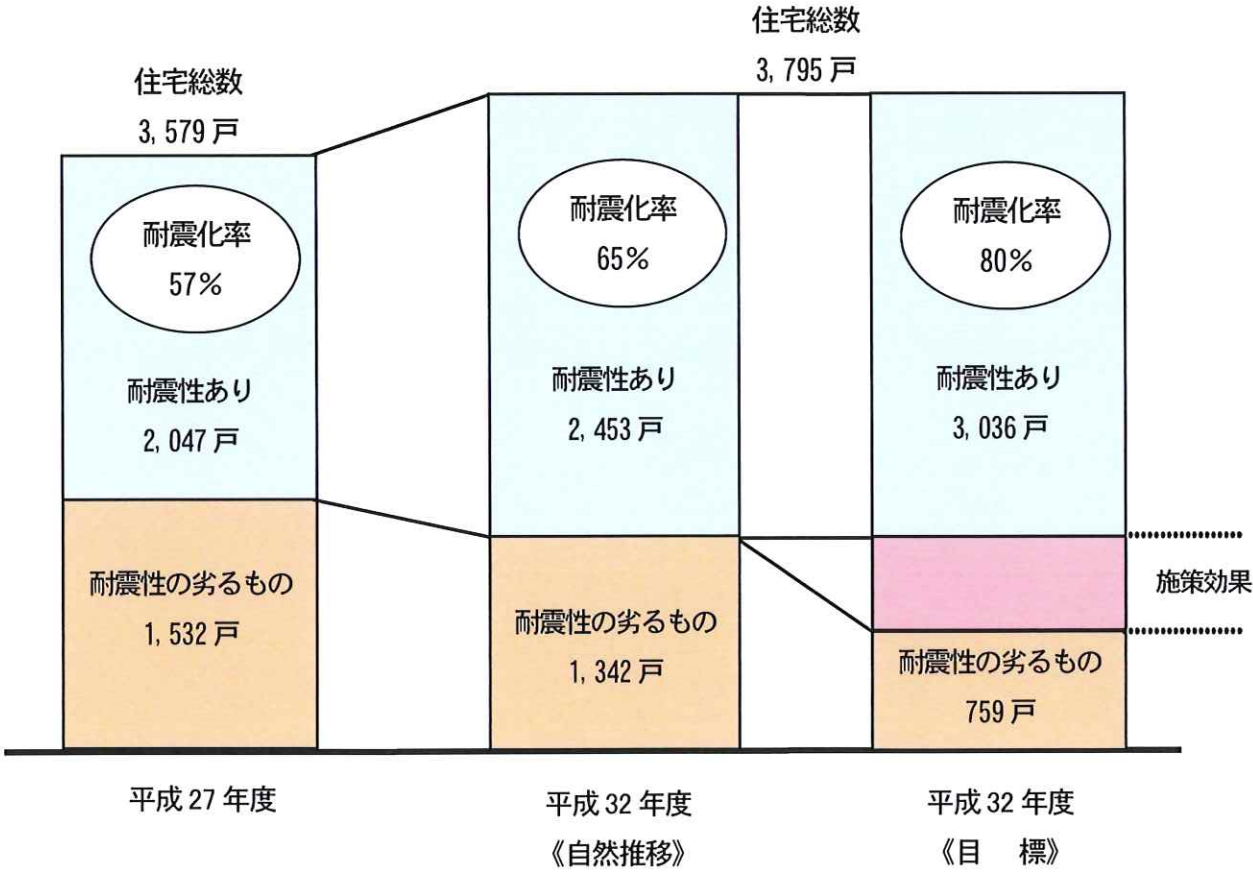 住宅総数
3,579 戸
耐震化率
57%
耐震性あり
2,047 戸
耐震性の劣るもの
1,532 戸
平成 27 年度
住宅総数
3,795 戸
耐震化率
65%
耐震性あり
2,453 戸
耐震性の劣るもの
1,342 戸
平成 32 年度
《自然推移》
耐震化率
80%
耐震性あり
3,036 戸
施策効果
耐震性の劣るもの
759 戸
平成 32 年度
《目　標》